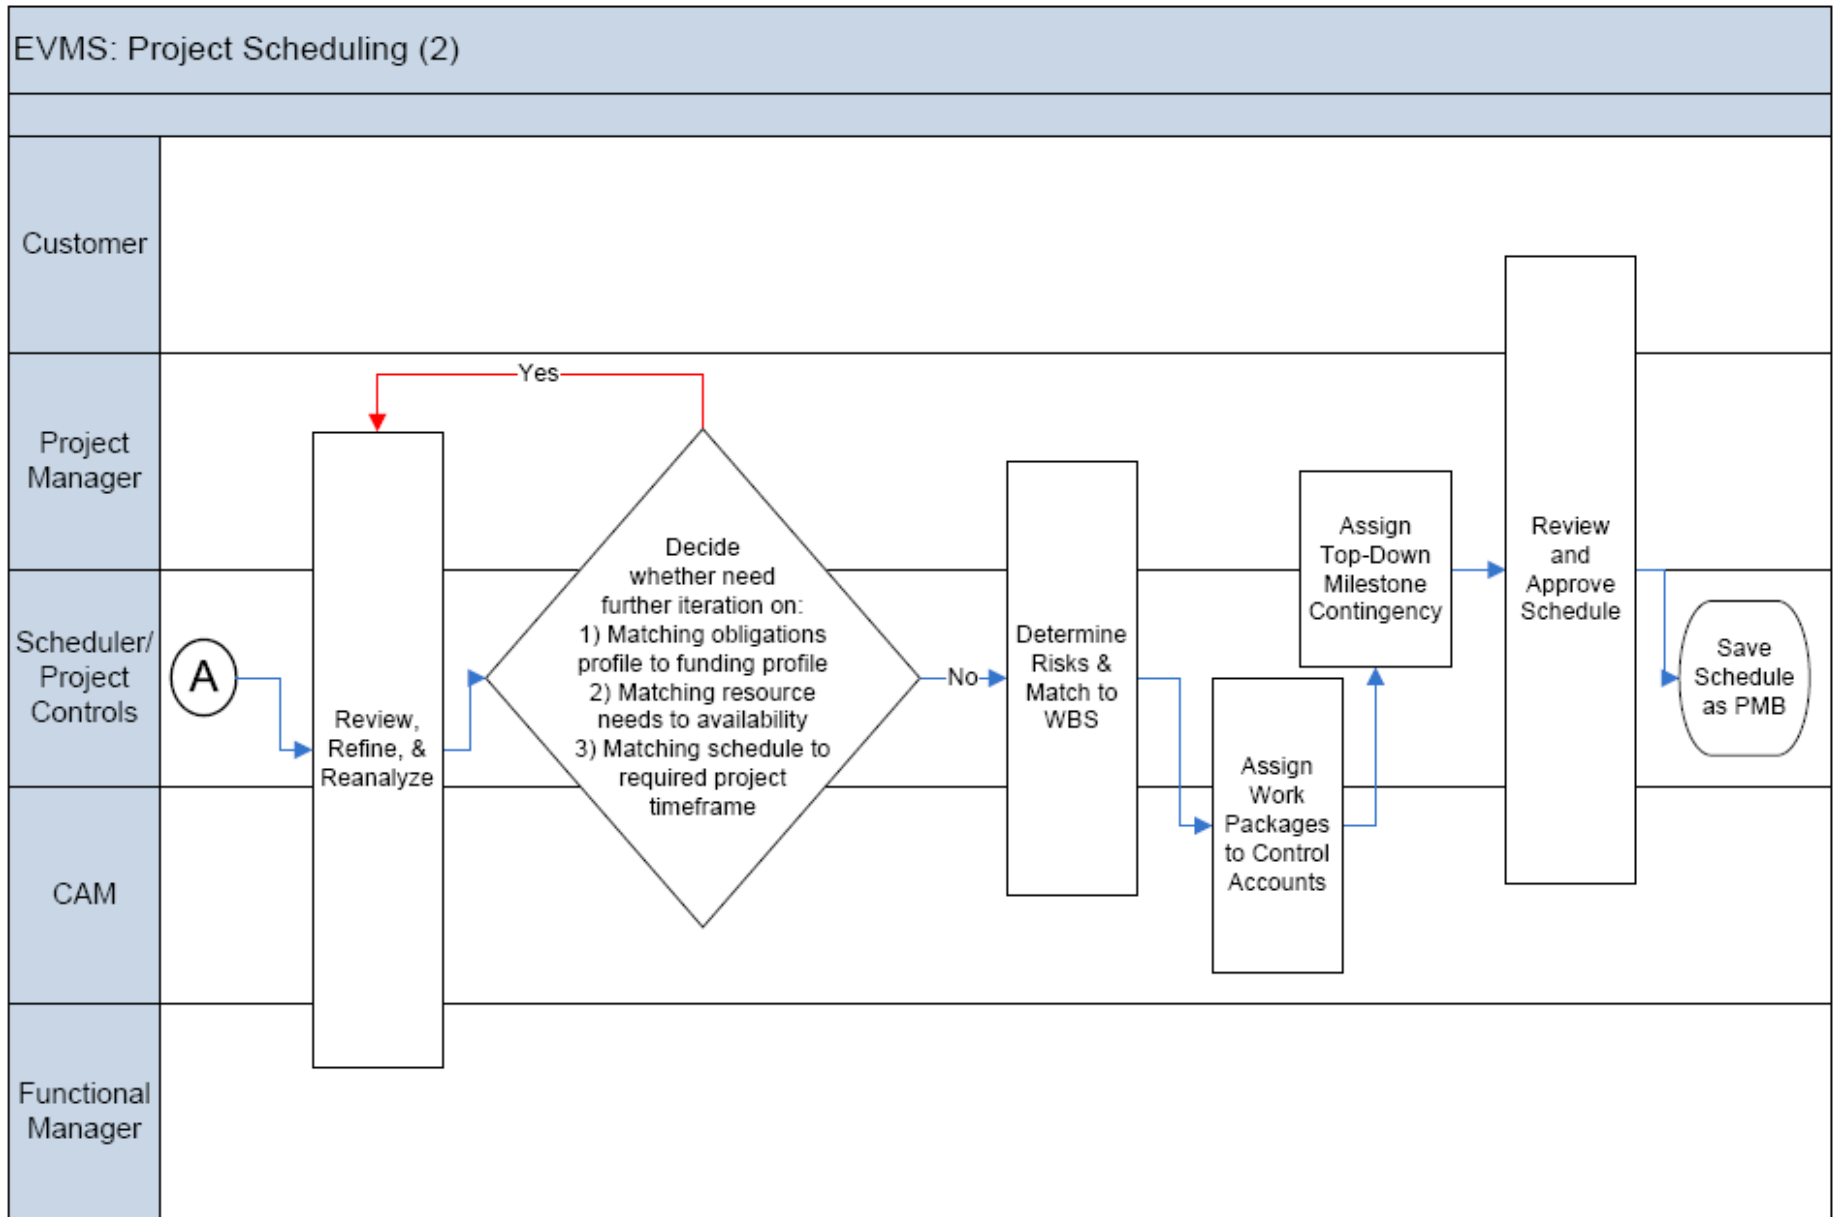 EVMS: Project Scheduling (2)
Customer
Project
Manager
Scheduler/
Project
Controls
CAM
Functional
Manager
A
Review,
Refine, &
Reanalyze
Yes
Decide
whether need
further iteration on:
1) Matching obligations
profile to funding profile
2) Matching resource
needs to availability
3) Matching schedule to
required project
timeframe
No
Determine
Risks &
Match to
WBS
Assign
Work
Packages
to Control
Accounts
Assign
Top-Down
Milestone
Contingency
Review
and
Approve
Schedule
Save
Schedule
as PMB